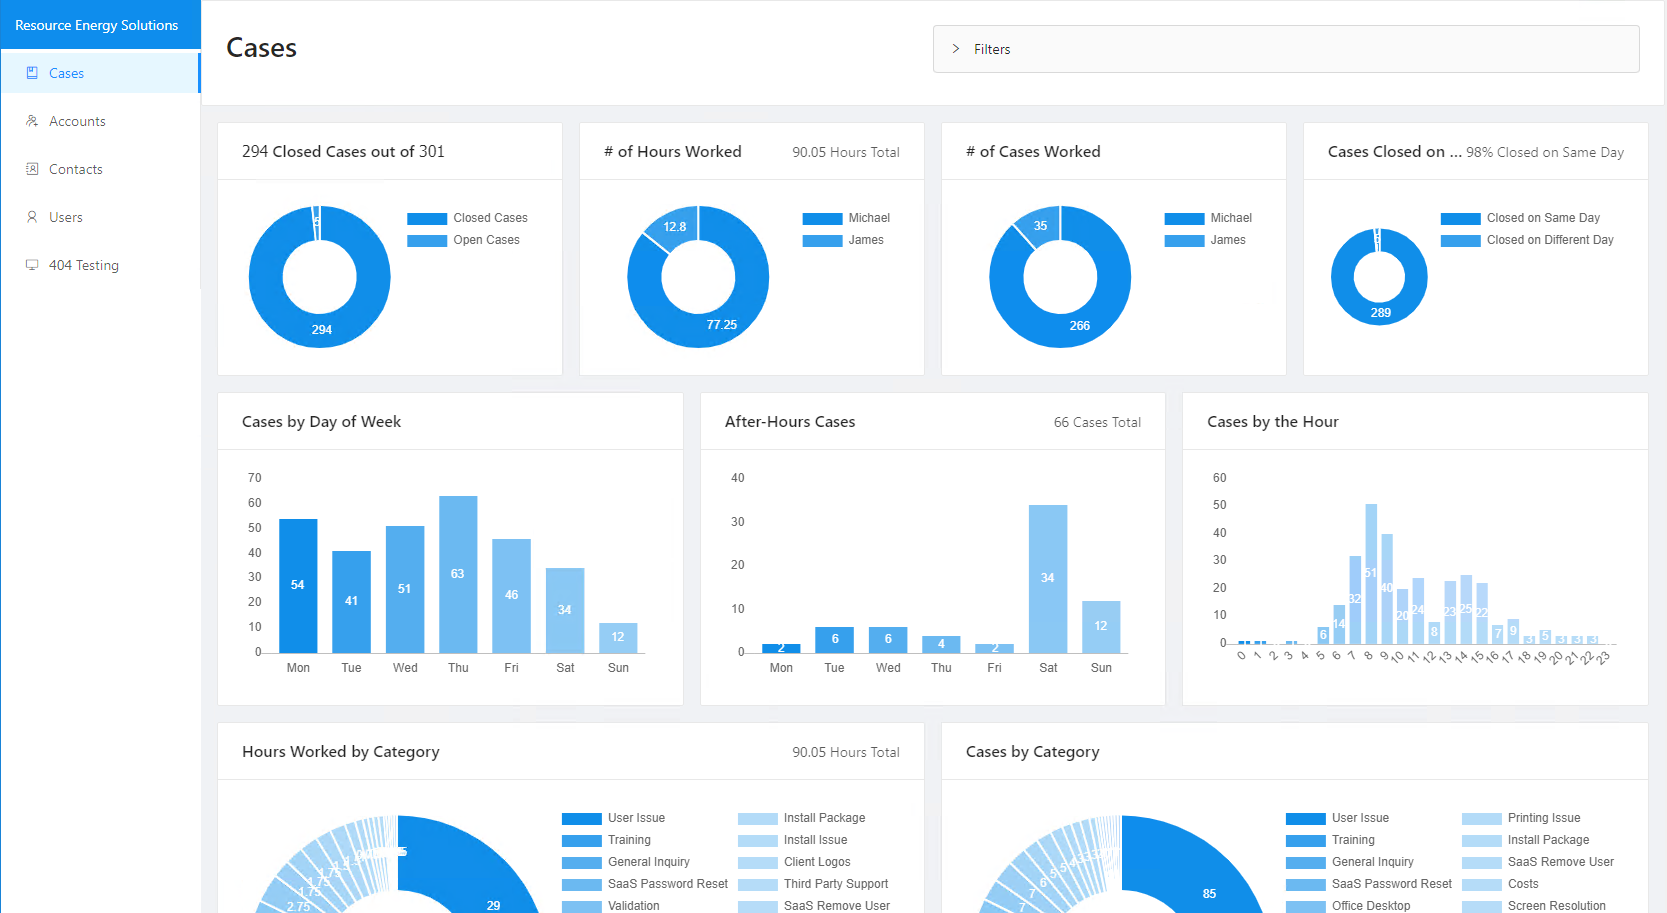 Resource Energy Solutions
Cases
Accounts
Contacts
Users
404 Testing
Cases
Filters
294 Closed Cases out of 301
Closed Cases
Open Cases
5
294
# of Hours Worked
90.05 Hours Total
Michael
James
12.8
77.25
# of Cases Worked
Michael
James
35
266
Cases Closed on ...
98% Closed on Same Day
Closed on Same Day
Closed on Different Day
289
Cases by Day of Week
70
60
50
40
30
20
10
0
54
41
51
63
46
34
12
Mon Tue Wed Thu Fri Sat Sun
After-Hours Cases
66 Cases Total
40
30
20
10
0
2
6
6
4
2
34
12
Mon Tue Wed Thu Fri Sat Sun
Cases by the Hour
60
50
40
30
20
10
0
6
14
32
51
40
20
24
8
23
25
22
7
9
3
5
3
3
3
0 1 2 3 4 5 6 7 8 9 10 11 12 13 14 15 16 17 18 19 20 21 22 23
Hours Worked by Category
90.05 Hours Total
User Issue
Training
General Inquiry
SaaS Password Reset
Validation
Install Package
Install Issue
Client Logos
Third Party Support
SaaS Remove User
1.75
1.75
1.75
2.75
29
Cases by Category
User Issue
Training
General Inquiry
SaaS Password Reset
Office Desktop
Printing Issue
Install Package
SaaS Remove User
Costs
Screen Resolution
5
5
6
7
7
85